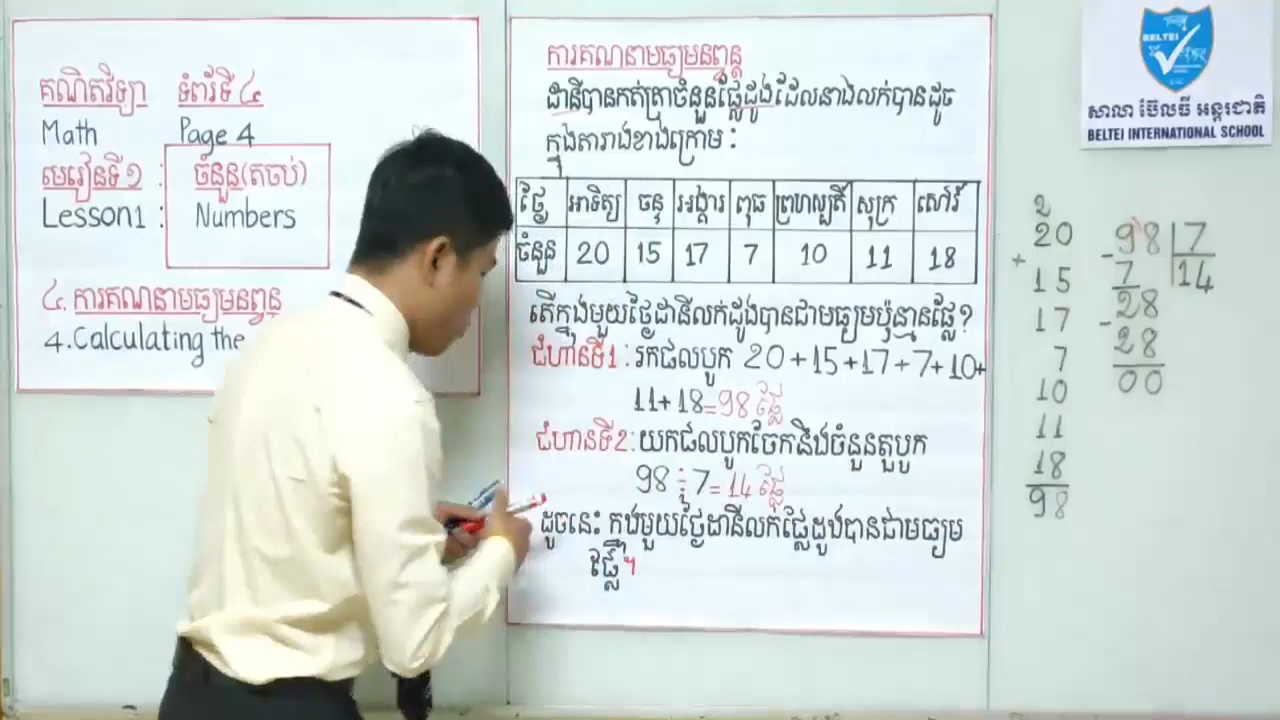 គណិតវិទ្យា ទំព័រទី ៤
Math Page 4
មេរៀនទី១ : ចំនួន(តចប់)
Lesson1 : Numbers
៤. ការគណនាមធ្យមនព្វន្ត
4.Calculating the
ការគណនាមធ្យមនព្វន្ត
ដានីបានកត់ត្រាចំនួនផ្លែដូងដែលនាងលក់បានដូច
ក្នុងតារាងខាងក្រោម៖
ថ្ងៃ អាទិត្យ ចន្ទ អង្គារ ពុធ ព្រហស្បតិ៍ សុក្រ សៅរ៍
ចំនួន 20 15 17 7 10 11 18
តើក្នុងមួយថ្ងៃដានីលក់ដូងបានជាមធ្យមប៉ុន្មានផ្លែ?
ជំហានទី1: រកផលបូក 20+15+17+7+10+
11+18=98 ផ្លែ
ជំហានទី2: យកផលបូកចែកនឹងចំនួនតួបូក
98÷7=14 ផ្លែ
ដូចនេះ ក្នុងមួយថ្ងៃដានីលក់ផ្លែដូងបានជាមធ្យម
ផ្លែ។
BELTEI
សាលា ប៊ែលធី អន្តរជាតិ
BELTEI INTERNATIONAL SCHOOL
2
20
+
15
17
7
10
11
18
98
-98 7
7 14
-28
28
00